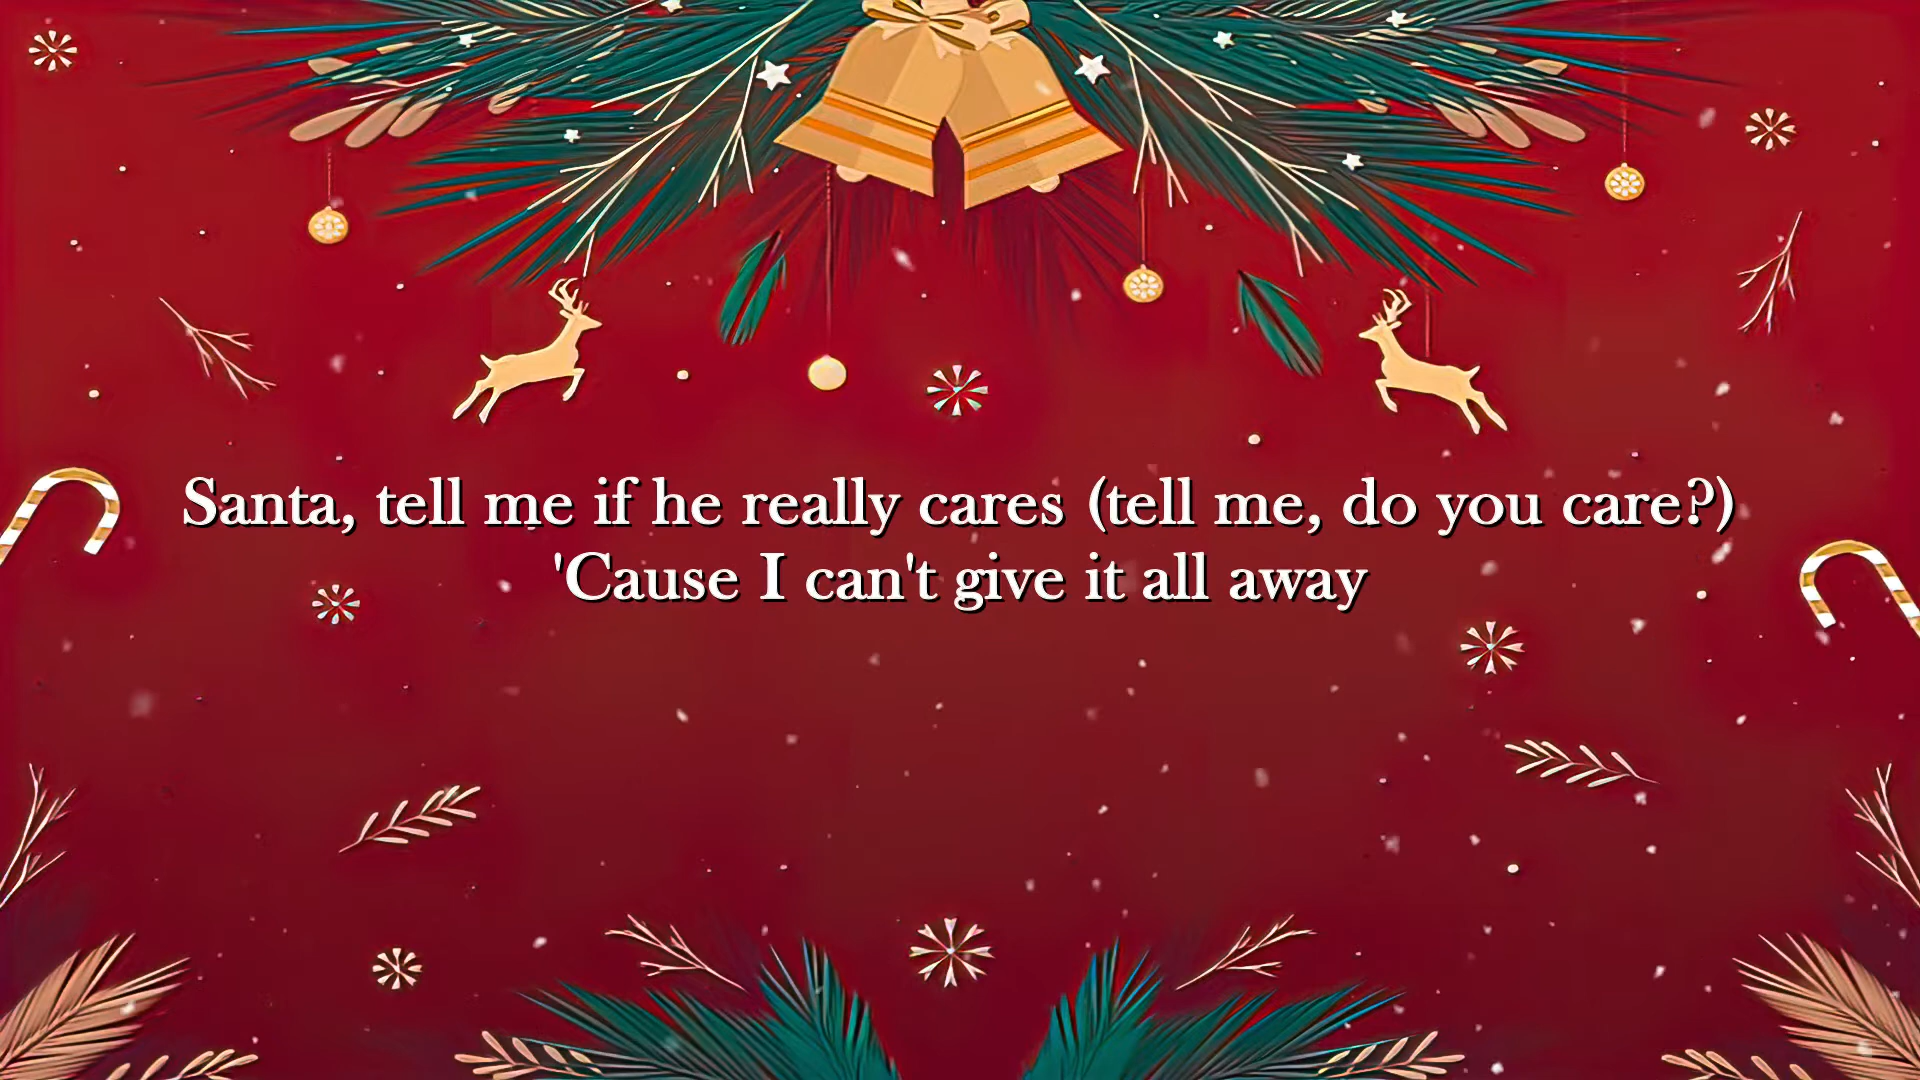 Santa, tell me if he really cares (tell me, do you care?)
'Cause I can't give it all away